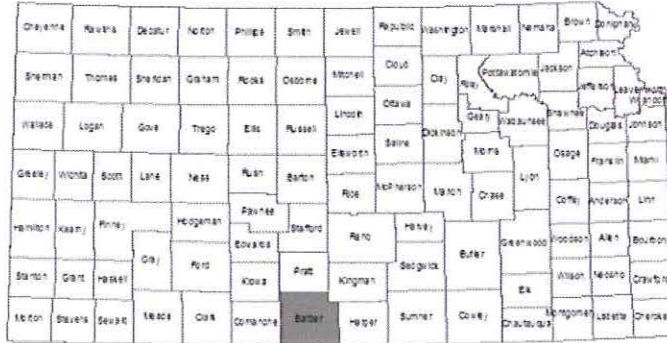 Cheyenne Rawlins Decatur Norton Phillips Smith Jewell Republic Washington Marshall Nemaha Brown Doniphan
Atchison
Sherman Thomas Sheridan Graham Rooks Osborne Mitchell Cloud Clay Riley Pottawatomie Jackson Jefferson Leavenworth
Wyandotte
Wallace Logan Gove Trego Ellis Russell Lincoln Ottawa Dickinson Geary Wabaunsee Shawnee Douglas Johnson
Ellsworth Saline Morris Osage Franklin Miami
Greeley Wichita Scott Lane Ness Rush Barton Rice McPherson Marion Chase Lyon Coffey Anderson Linn
Hamilton Kearny Finney Hodgeman Pawnee Stafford Reno Harvey
Gray Ford Edwards Pratt Kingman Sedgwick Butler Greenwood Woodson Allen Bourbon
Stanton Grant Haskell Kiowa Elk Wilson Neosho Crawford
Morton Stevens Seward Meade Clark Comanche Barber Harper Sumner Cowley Chautauqua Montgomery Labette Cherokee